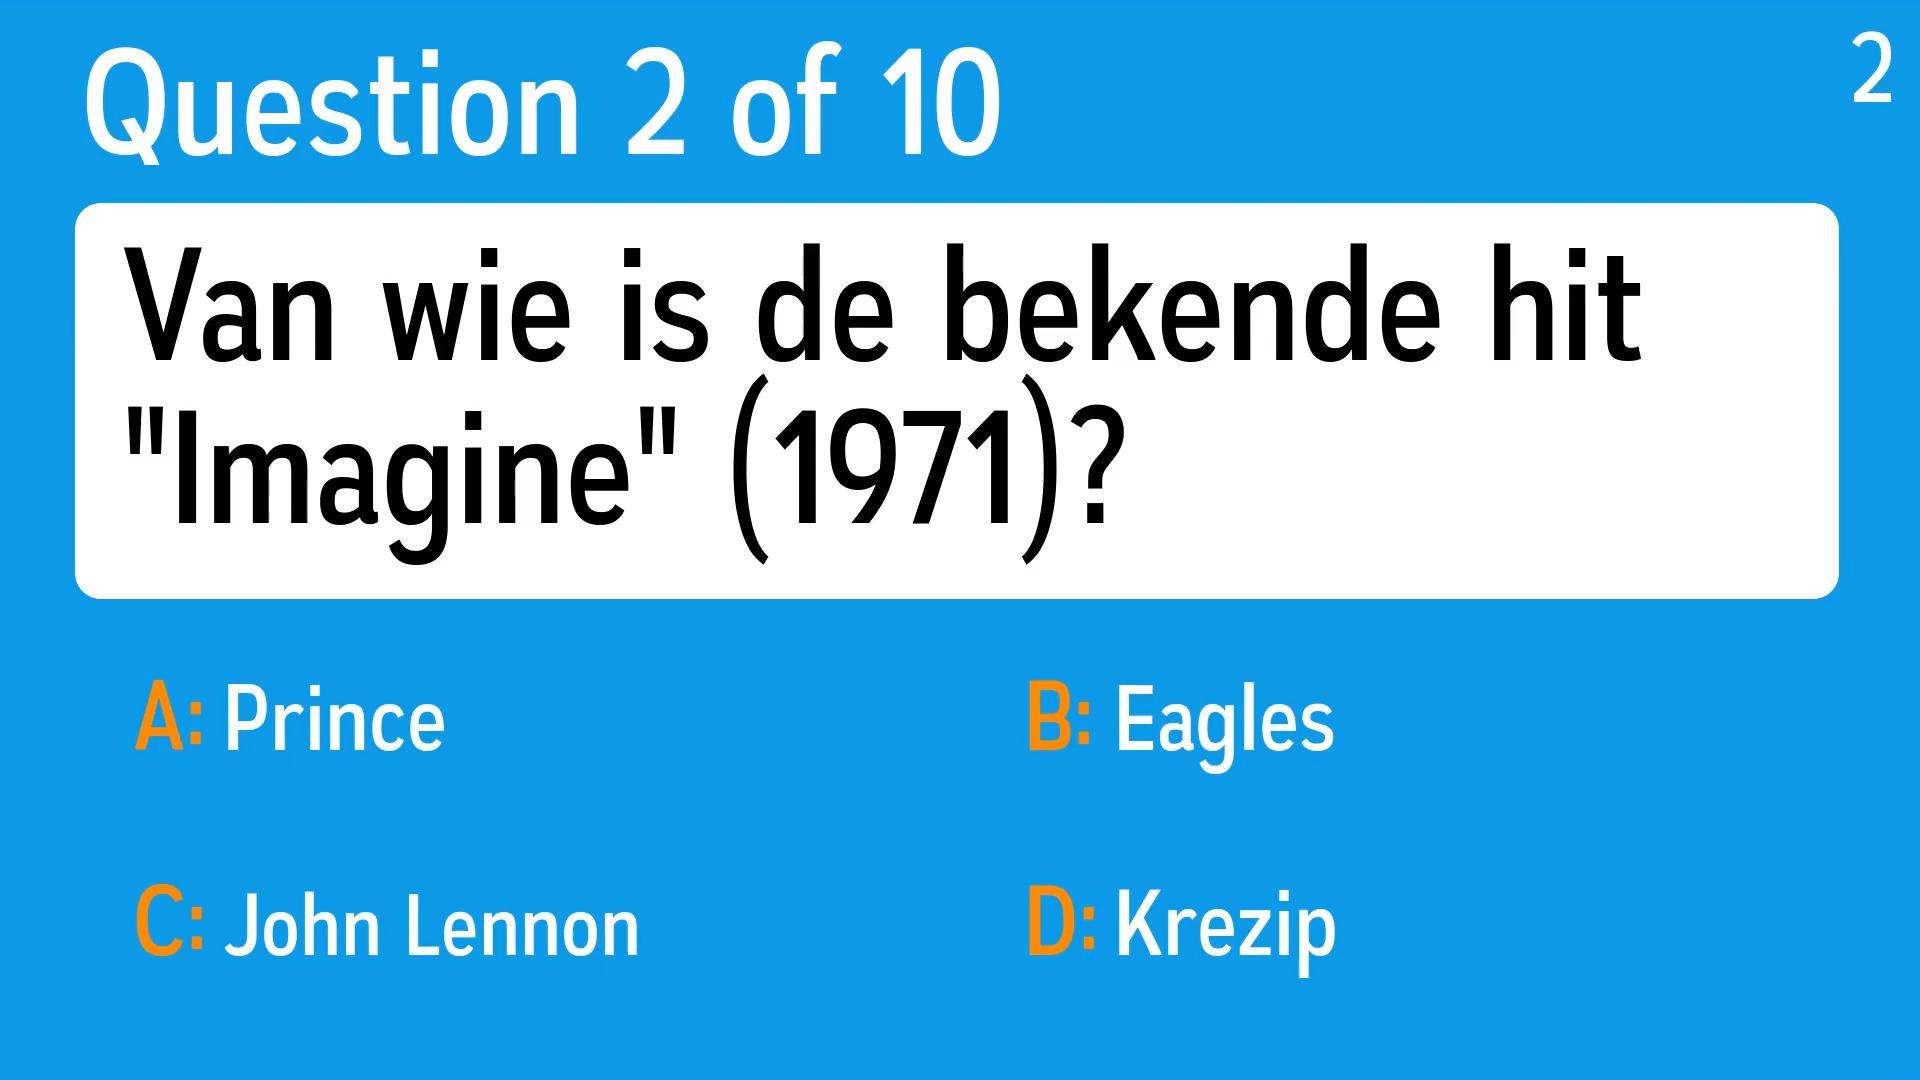 Question 2 of 10
2
Van wie is de bekende hit
"Imagine" (1971)?
A: Prince
B: Eagles
C: John Lennon
D: Krezip